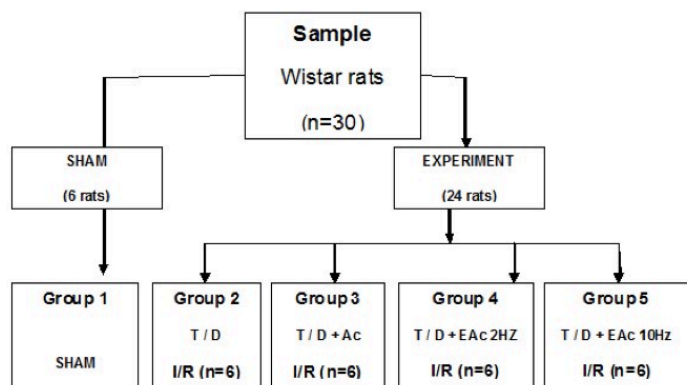 Sample
Wistar rats
(n=30)
SHAM
(6 rats)
EXPERIMENT
(24 rats)
Group 1
SHAM
Group 2
T / D
I/R (n=6)
Group 3
T / D + Ac
I/R (n=6)
Group 4
T / D + EAc 2HZ
I/R (n=6)
Group 5
T / D + EAc 10Hz
I/R (n=6)